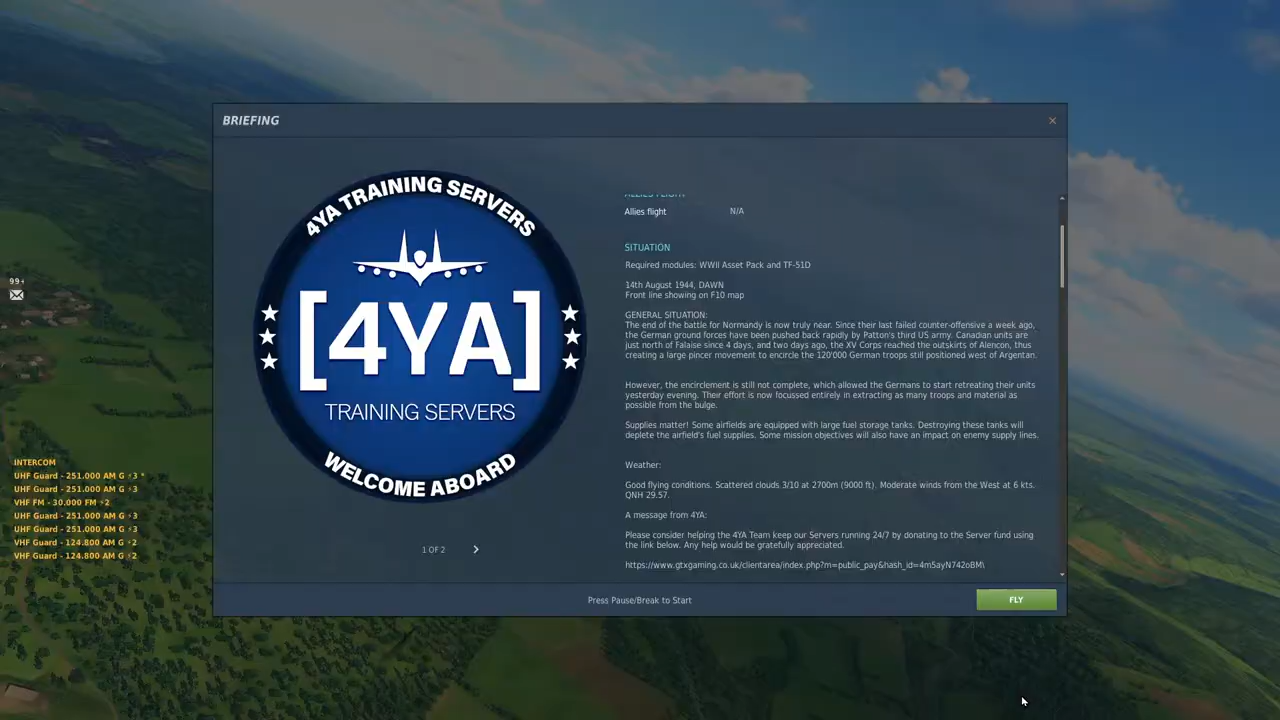 BRIEFING
4YA TRAINING SERVERS
[4YA]
TRAINING SERVERS
WELCOME ABOARD
1 OF 2
ALLIES FLIGHT
Allies flight N/A
SITUATION
Required modules: WWII Asset Pack and TF-51D
14th August 1944, DAWN
Front line showing on F10 map
GENERAL SITUATION:
The end of the battle for Normandy is now truly near. Since their last failed counter-offensive a week ago,
the German ground forces have been pushed back rapidly by Patton's third US army. Canadian units are
just north of Falaise since 4 days, and two days ago, the XV Corps reached the outskirts of Alencon, thus
creating a large pincer movement to encircle the 120'000 German troops still positioned west of Argentan.
However, the encirclement is still not complete, which allowed the Germans to start retreating their units
yesterday evening. Their effort is now focussed entirely in extracting as many troops and material as
possible from the bulge.
Supplies matter! Some airfields are equipped with large fuel storage tanks. Destroying these tanks will
deplete the airfield's fuel supplies. Some mission objectives will also have an impact on enemy supply lines.
Weather:
Good flying conditions. Scattered clouds 3/10 at 2700m (9000 ft). Moderate winds from the West at 6 kts.
QNH 29.57.
A message from 4YA:
Please consider helping the 4YA Team keep our Servers running 24/7 by donating to the Server fund using
the link below. Any help would be gratefully appreciated.
https://www.gtxgaming.co.uk/clientarea/index.php?m=public_pay&hash_id=4m5ayN742oBM\
Press Pause/Break to Start
FLY
99+
INTERCOM
UHF Guard - 251.000 AM G ⚡3 *
UHF Guard - 251.000 AM G ⚡3
VHF FM - 30.000 FM ⚡2
UHF Guard - 251.000 AM G ⚡3
UHF Guard - 251.000 AM G ⚡3
VHF Guard - 124.800 AM G ⚡2
VHF Guard - 124.800 AM G ⚡2